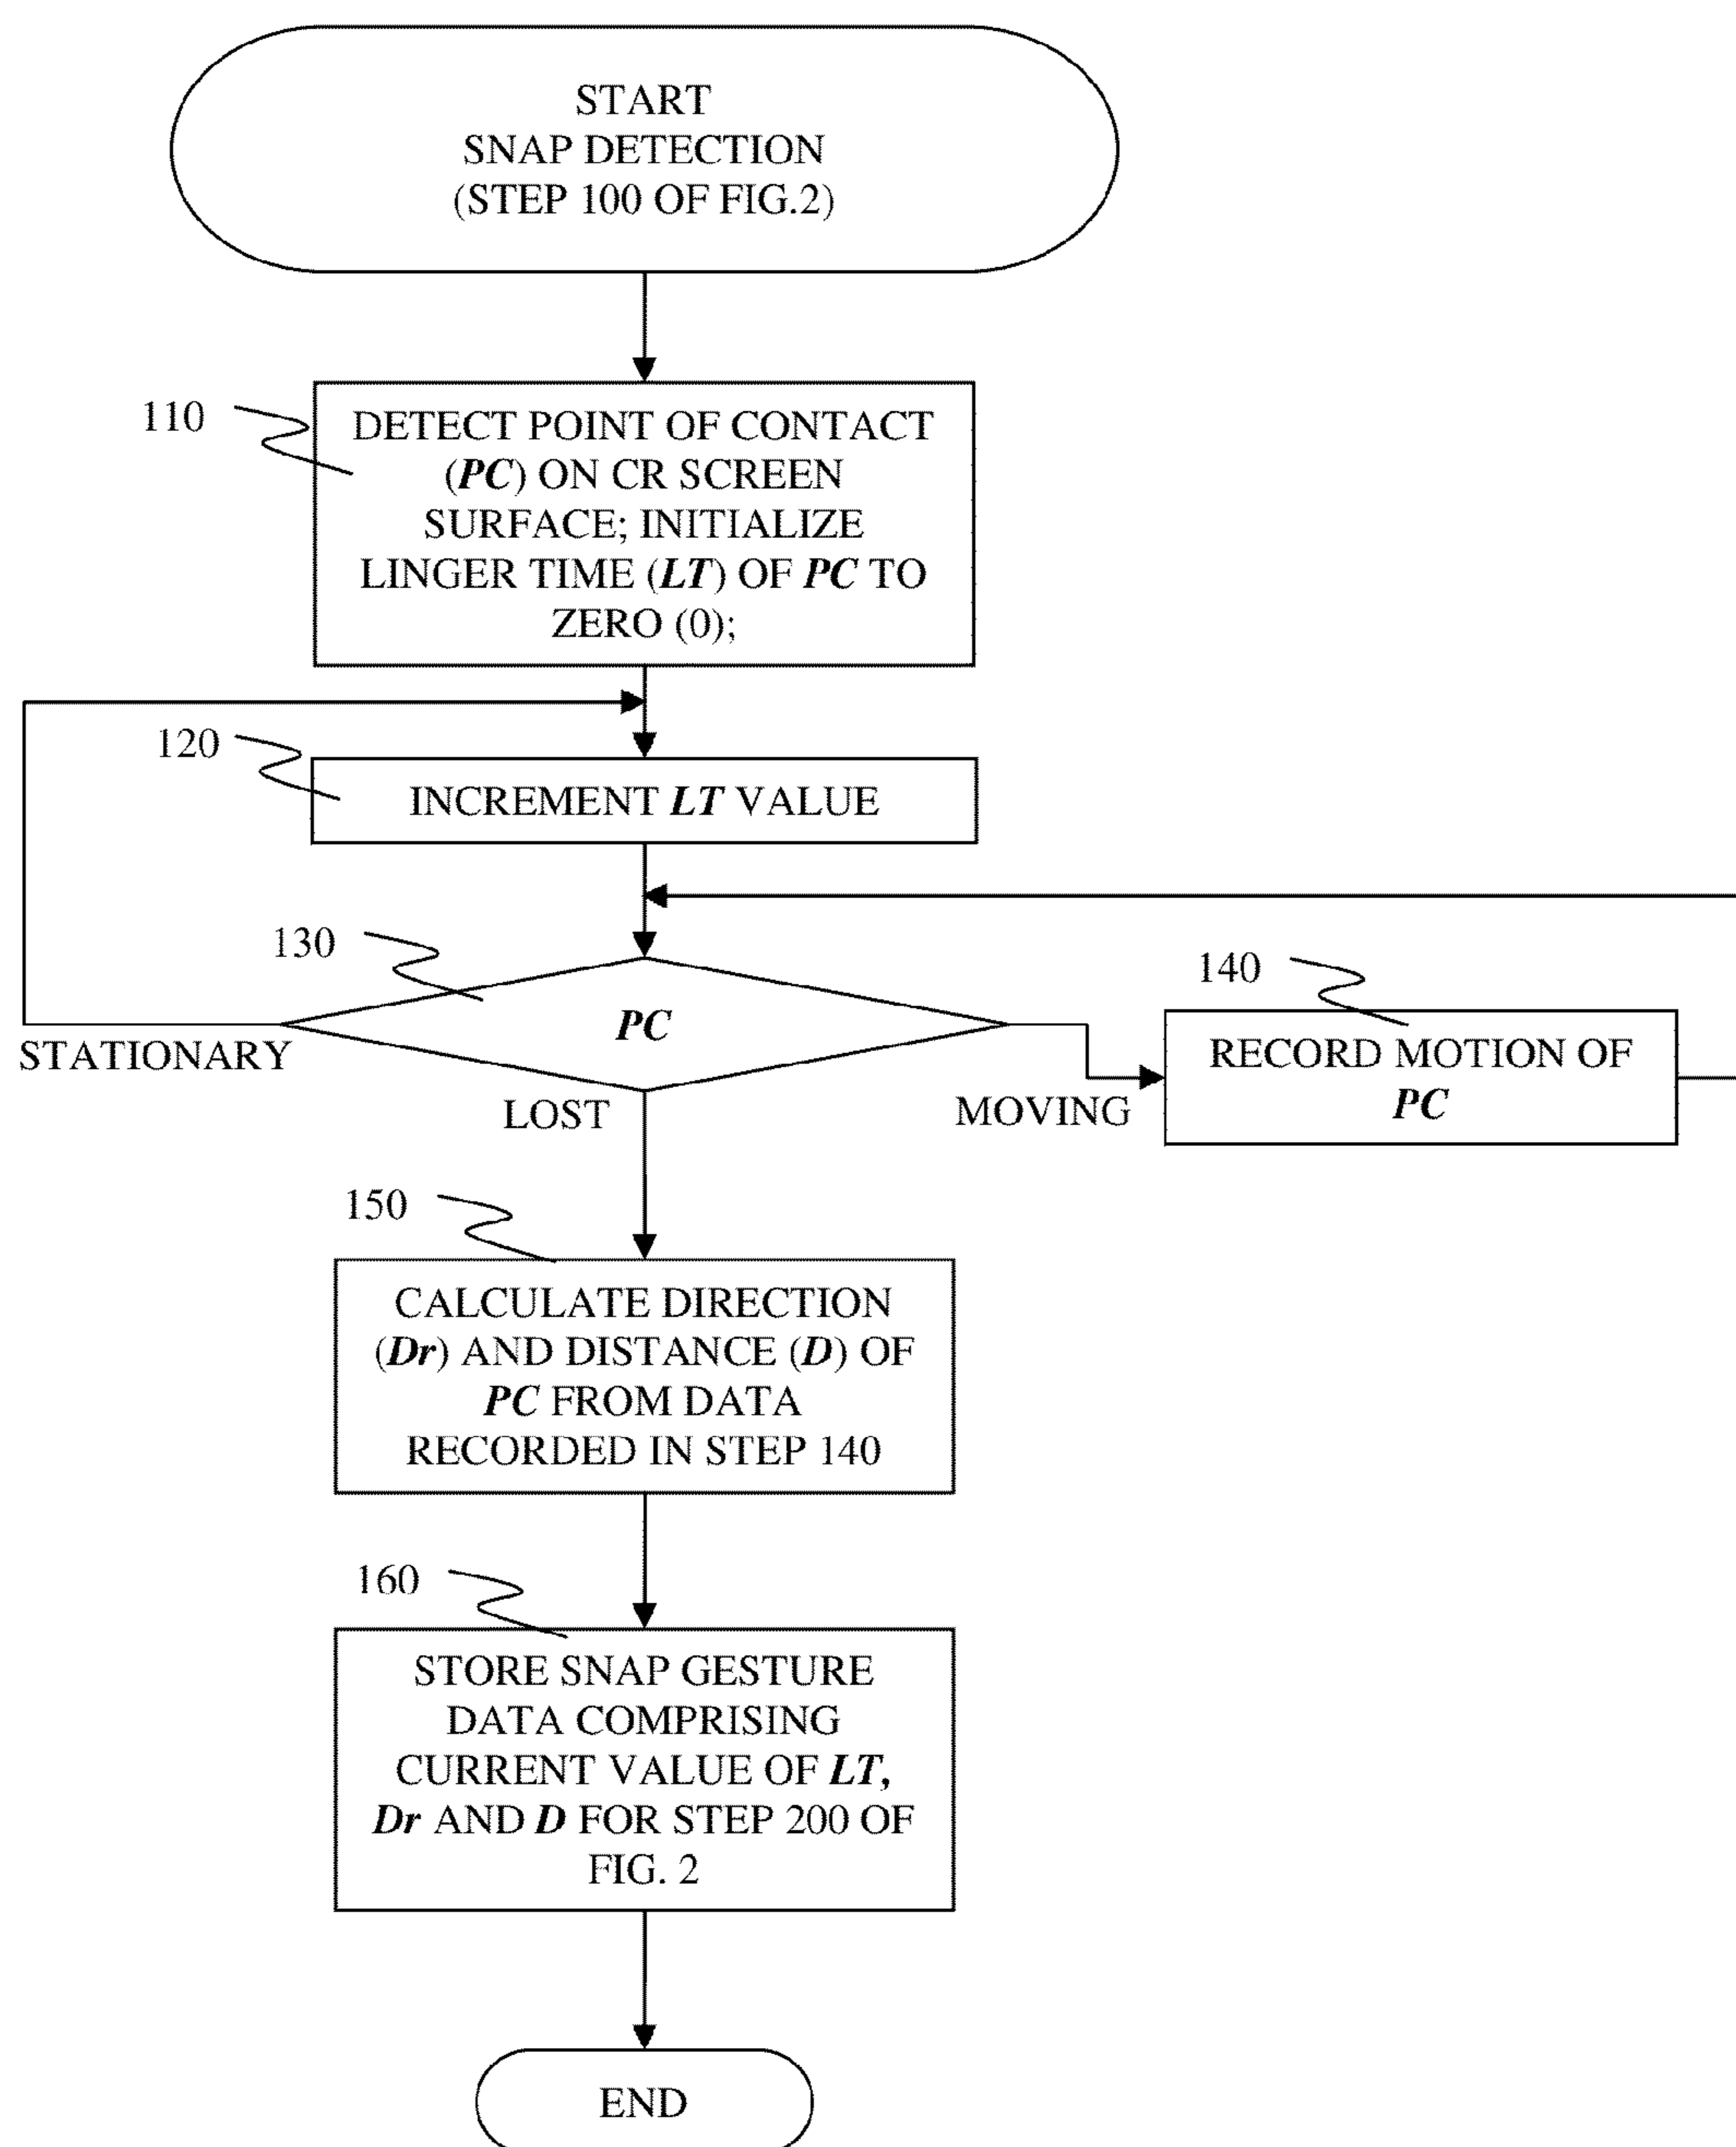 START
SNAP DETECTION
(STEP 100 OF FIG.2)
110
DETECT POINT OF CONTACT
(PC) ON CR SCREEN
SURFACE; INITIALIZE
LINGER TIME (LT) OF PC TO
ZERO (0);
120
INCREMENT LT VALUE
130
PC
STATIONARY
LOST
MOVING
140
RECORD MOTION OF
PC
150
CALCULATE DIRECTION
(Dr) AND DISTANCE (D) OF
PC FROM DATA
RECORDED IN STEP 140
160
STORE SNAP GESTURE
DATA COMPRISING
CURRENT VALUE OF LT,
Dr AND D FOR STEP 200 OF
FIG. 2
END